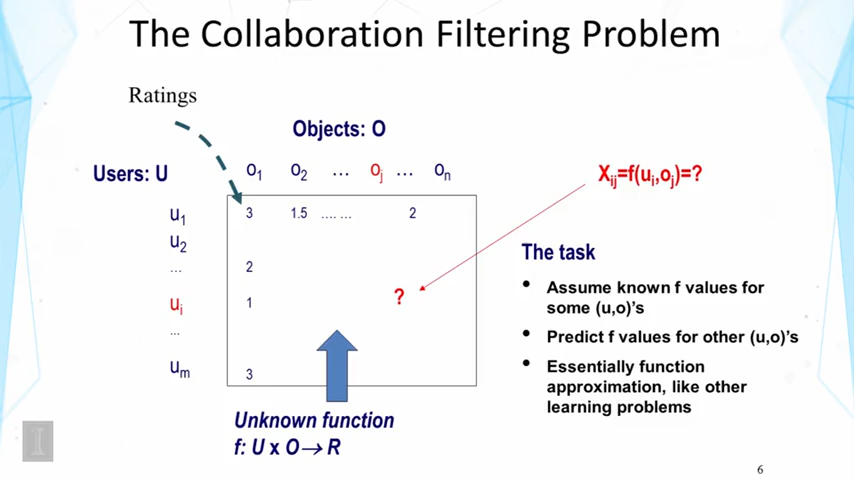 The Collaboration Filtering Problem
Ratings
Objects: O
Users: U
o1 o2 … oj … on
Xij=f(ui,oj)=?
u1 3 1.5 …. … 2
u2
… 2
ui 1 ?
…
um 3
The task
• Assume known f values for
some (u,o)'s
• Predict f values for other (u,o)'s
• Essentially function
approximation, like other
learning problems
Unknown function
f: U x O→ R
I
6